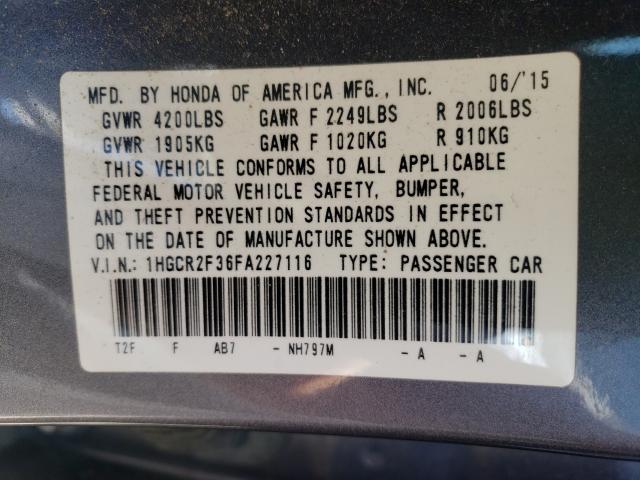 MFD. BY HONDA OF AMERICA MFG., INC. 06/'15
GVWR 4200LBS GAWR F 2249LBS R 2006LBS
GVWR 1905KG GAWR F 1020KG R 910KG
THIS VEHICLE CONFORMS TO ALL APPLICABLE
FEDERAL MOTOR VEHICLE SAFETY, BUMPER,
AND THEFT PREVENTION STANDARDS IN EFFECT
ON THE DATE OF MANUFACTURE SHOWN ABOVE.
V.I.N.: 1HGCR2F36FA227116 TYPE: PASSENGER CAR
T2F F AB7 - NH797M - A - A